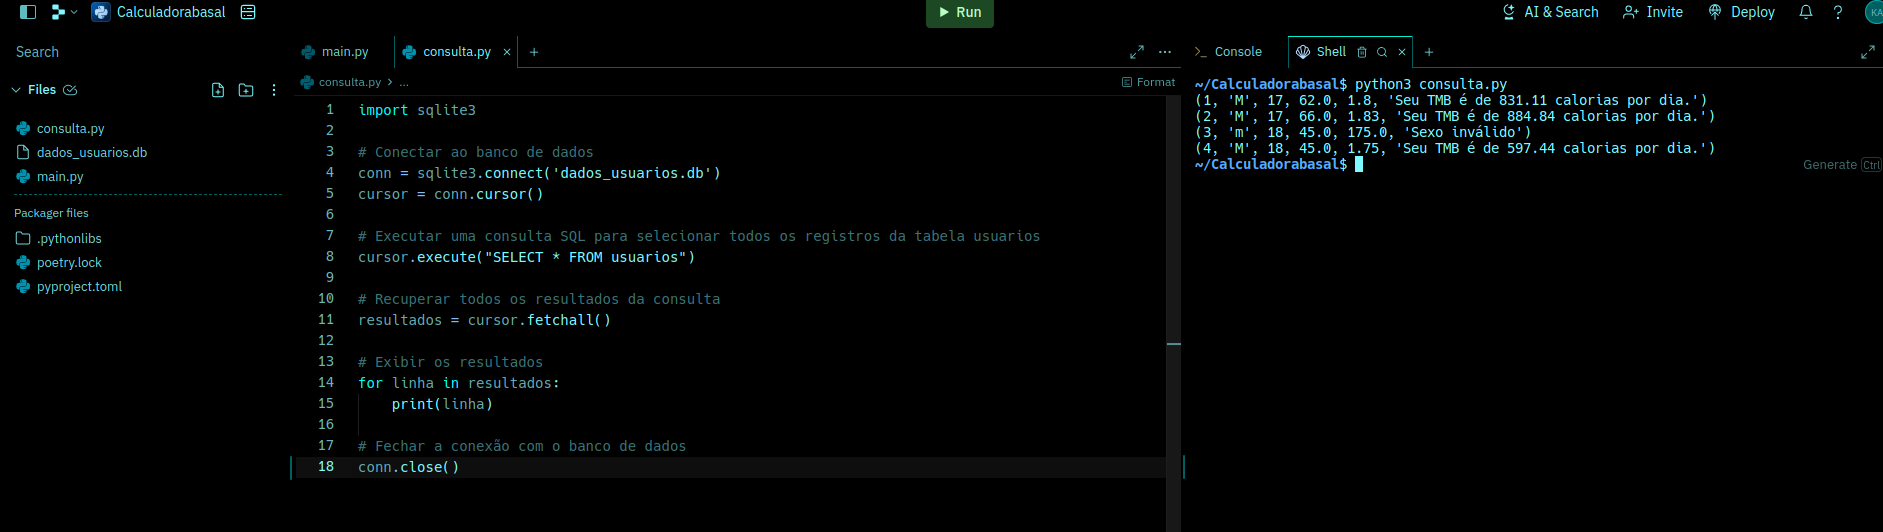 Calculadorabasal
Run
AI & Search
Invite
Deploy
?
KA
Search
Files
consulta.py
dados_usuarios.db
main.py
Packager files
.pythonlibs
poetry.lock
pyproject.toml
main.py
consulta.py × +
consulta.py > ...
Format
1 import sqlite3
2
3 # Conectar ao banco de dados
4 conn = sqlite3.connect('dados_usuarios.db')
5 cursor = conn.cursor()
6
7 # Executar uma consulta SQL para selecionar todos os registros da tabela usuarios
8 cursor.execute("SELECT * FROM usuarios")
9
10 # Recuperar todos os resultados da consulta
11 resultados = cursor.fetchall()
12
13 # Exibir os resultados
14 for linha in resultados:
15 print(linha)
16
17 # Fechar a conexão com o banco de dados
18 conn.close()
Console
Shell × +
~/Calculadorabasal$ python3 consulta.py
(1, 'M', 17, 62.0, 1.8, 'Seu TMB é de 831.11 calorias por dia.')
(2, 'M', 17, 66.0, 1.83, 'Seu TMB é de 884.84 calorias por dia.')
(3, 'm', 18, 45.0, 175.0, 'Sexo inválido')
(4, 'M', 18, 45.0, 1.75, 'Seu TMB é de 597.44 calorias por dia.')
~/Calculadorabasal$
Generate Ctrl